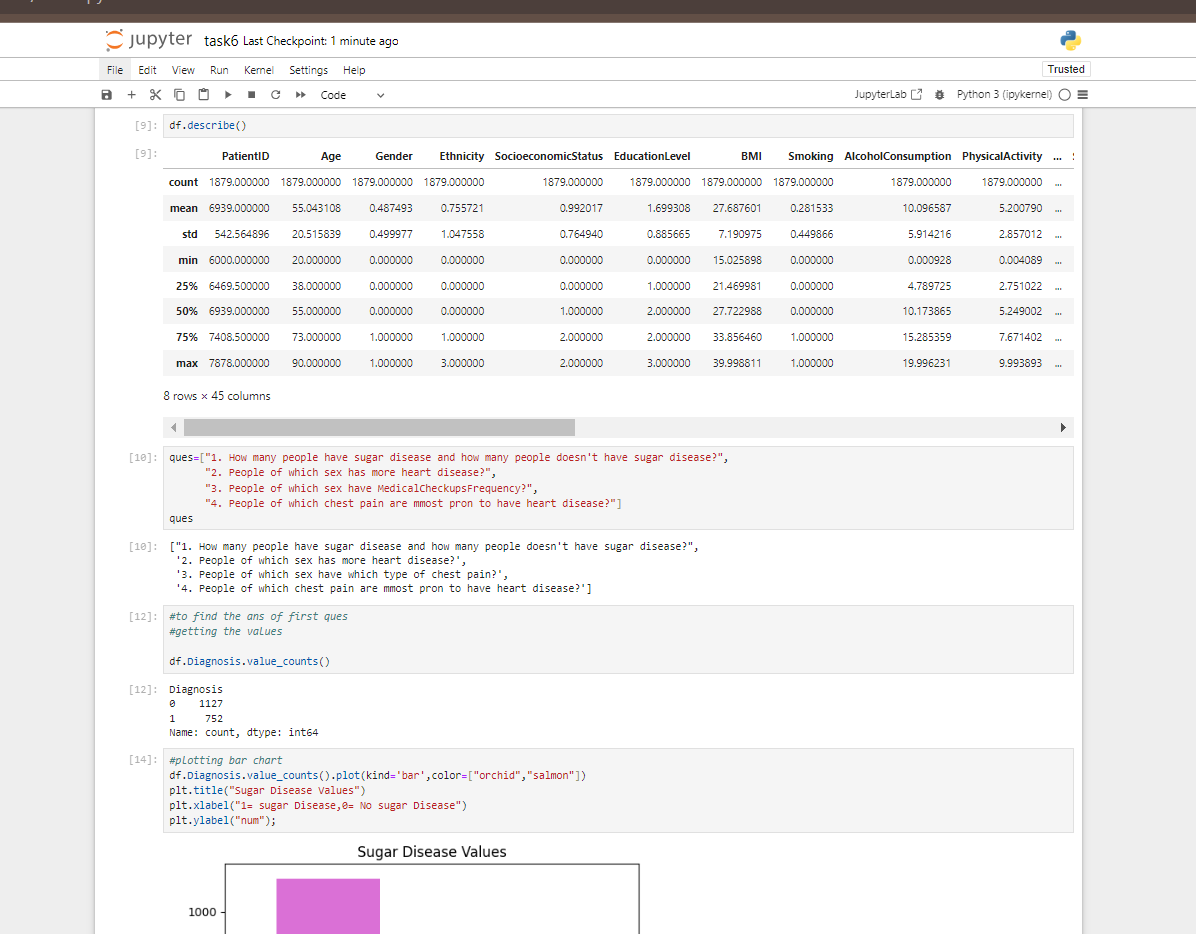 jupyter task6 Last Checkpoint: 1 minute ago
File Edit View Run Kernel Settings Help Trusted
Code JupyterLab Python 3 (ipykernel)
[9]: df.describe()
[9]: PatientID Age Gender Ethnicity SocioeconomicStatus EducationLevel BMI Smoking AlcoholConsumption PhysicalActivity ...
count 1879.000000 1879.000000 1879.000000 1879.000000 1879.000000 1879.000000 1879.000000 1879.000000 1879.000000 1879.000000 ...
mean 6939.000000 55.043108 0.487493 0.755721 0.992017 1.699308 27.687601 0.281533 10.096587 5.200790 ...
std 542.564896 20.515839 0.499977 1.047558 0.764940 0.885665 7.190975 0.449866 5.914216 2.857012 ...
min 6000.000000 20.000000 0.000000 0.000000 0.000000 0.000000 15.025898 0.000000 0.000928 0.004089 ...
25% 6469.500000 38.000000 0.000000 0.000000 0.000000 1.000000 21.469981 0.000000 4.789725 2.751022 ...
50% 6939.000000 55.000000 0.000000 0.000000 1.000000 2.000000 27.722988 0.000000 10.173865 5.249002 ...
75% 7408.500000 73.000000 1.000000 1.000000 2.000000 2.000000 33.856460 1.000000 15.285359 7.671402 ...
max 7878.000000 90.000000 1.000000 3.000000 2.000000 3.000000 39.998811 1.000000 19.996231 9.993893 ...
8 rows × 45 columns
[10]: ques=["1. How many people have sugar disease and how many people doesn't have sugar disease?",
"2. People of which sex has more heart disease?",
"3. People of which sex have MedicalCheckupsFrequency?",
"4. People of which chest pain are mmost pron to have heart disease?"]
ques
[10]: ["1. How many people have sugar disease and how many people doesn't have sugar disease?",
'2. People of which sex has more heart disease?',
'3. People of which sex have which type of chest pain?',
'4. People of which chest pain are mmost pron to have heart disease?']
[12]: #to find the ans of first ques
#getting the values
df.Diagnosis.value_counts()
[12]: Diagnosis
0 1127
1 752
Name: count, dtype: int64
[14]: #plotting bar chart
df.Diagnosis.value_counts().plot(kind='bar',color=["orchid","salmon"])
plt.title("Sugar Disease Values")
plt.xlabel("1= sugar Disease,0= No sugar Disease")
plt.ylabel("num");
Sugar Disease Values
1000